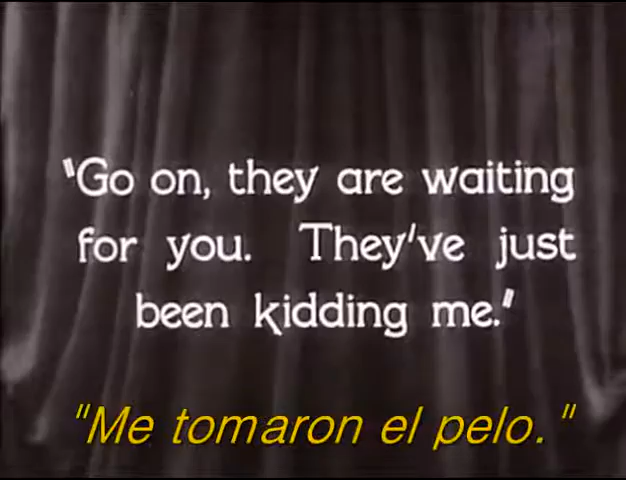 "Go on, they are waiting
for you. They've just
been kidding me."
"Me tomaron el pelo."